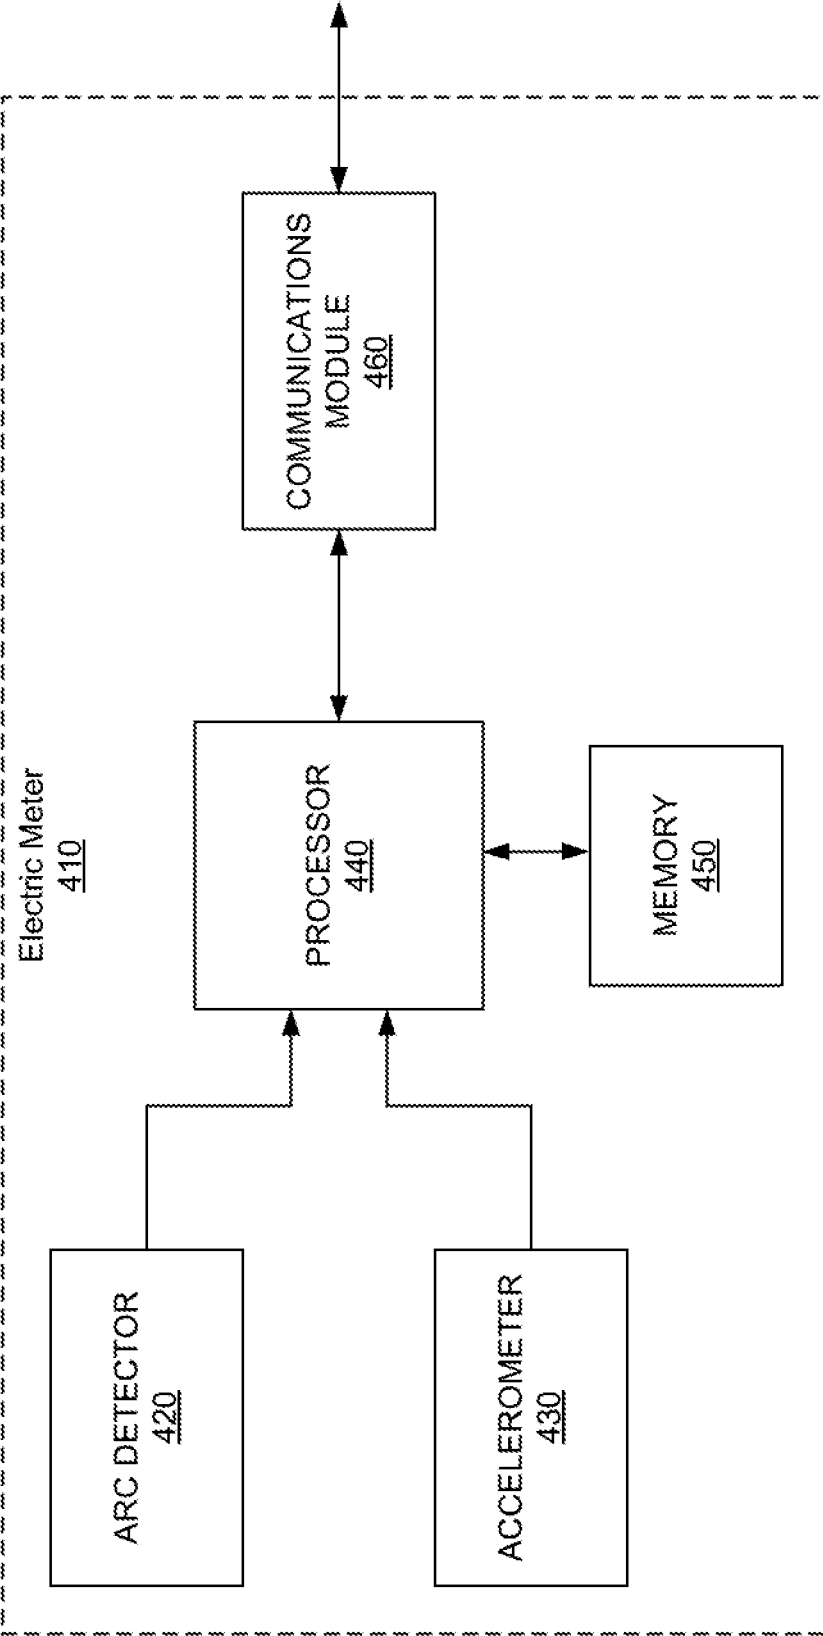 Electric Meter
410
ARC DETECTOR
420
ACCELEROMETER
430
PROCESSOR
440
MEMORY
450
COMMUNICATIONS
MODULE
460